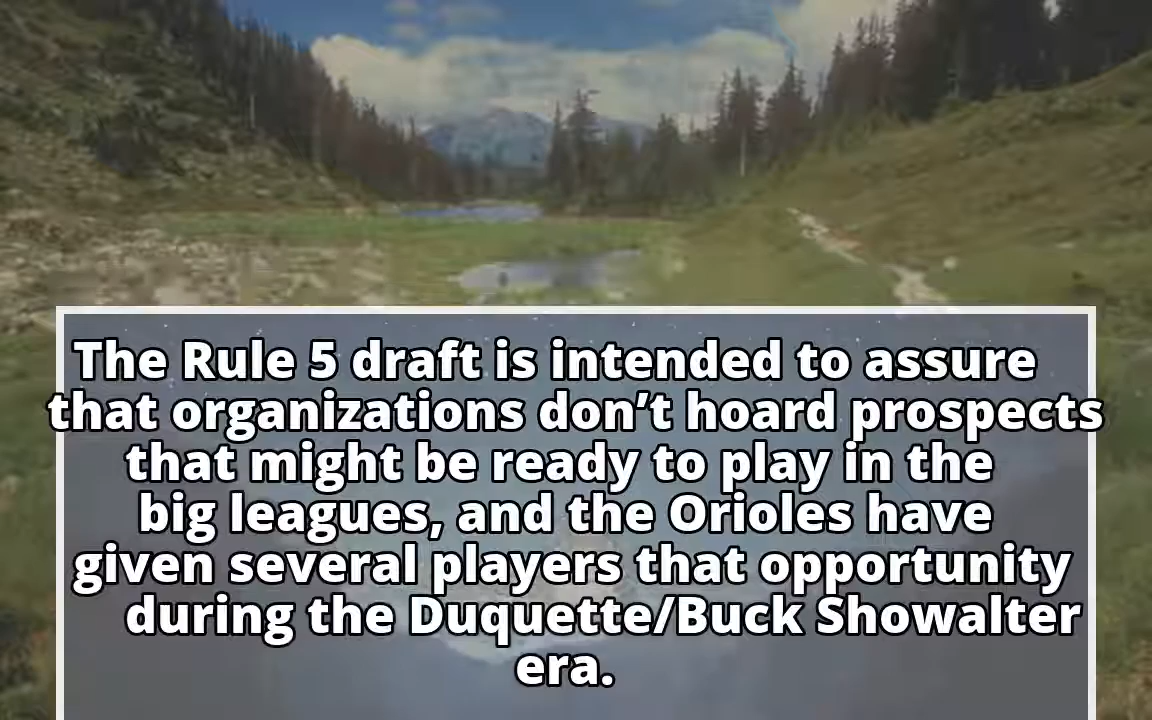 The Rule 5 draft is intended to assure
that organizations don’t hoard prospects
that might be ready to play in the
big leagues, and the Orioles have
given several players that opportunity
during the Duquette/Buck Showalter
era.